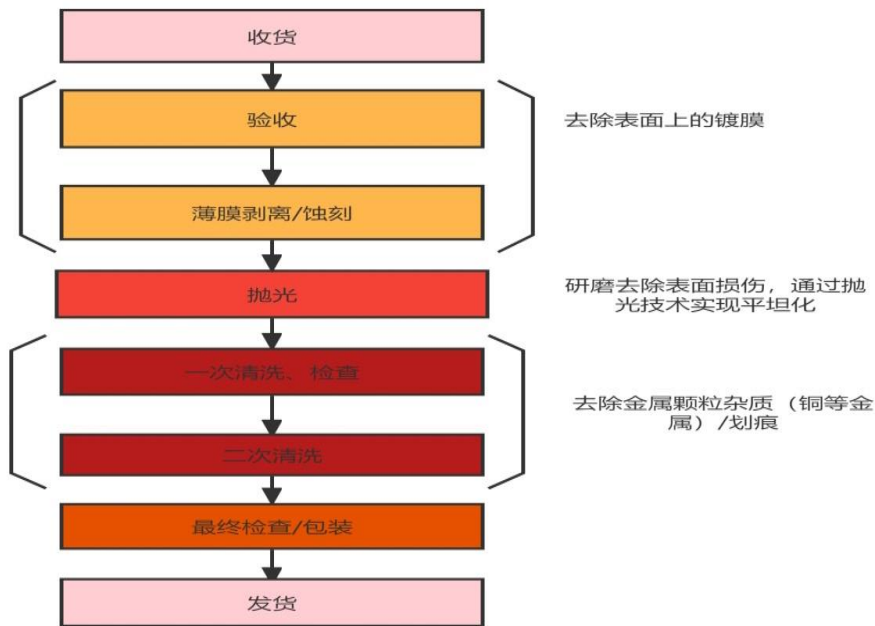 收货
验收
去除表面上的镀膜
薄膜剥离/蚀刻
抛光
研磨去除表面损伤，通过抛
光技术实现平坦化
一次清洗、检查
去除金属颗粒杂质（铜等金
属）/划痕
二次清洗
最终检查/包装
发货